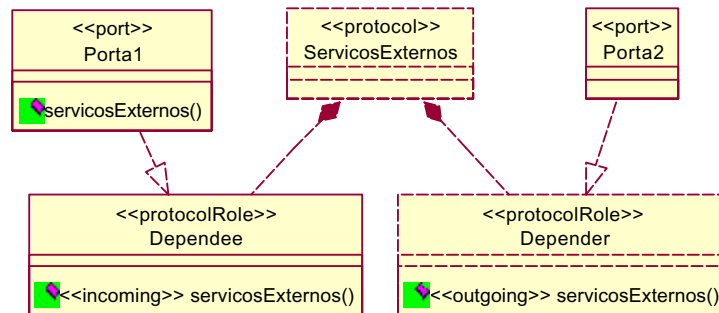 <<port>>
Porta1
servicosExternos()
<<protocol>>
ServicosExternos
<<port>>
Porta2
<<protocolRole>>
Dependee
<<incoming>> servicosExternos()
<<protocolRole>>
Depender
<<outgoing>> servicosExternos()